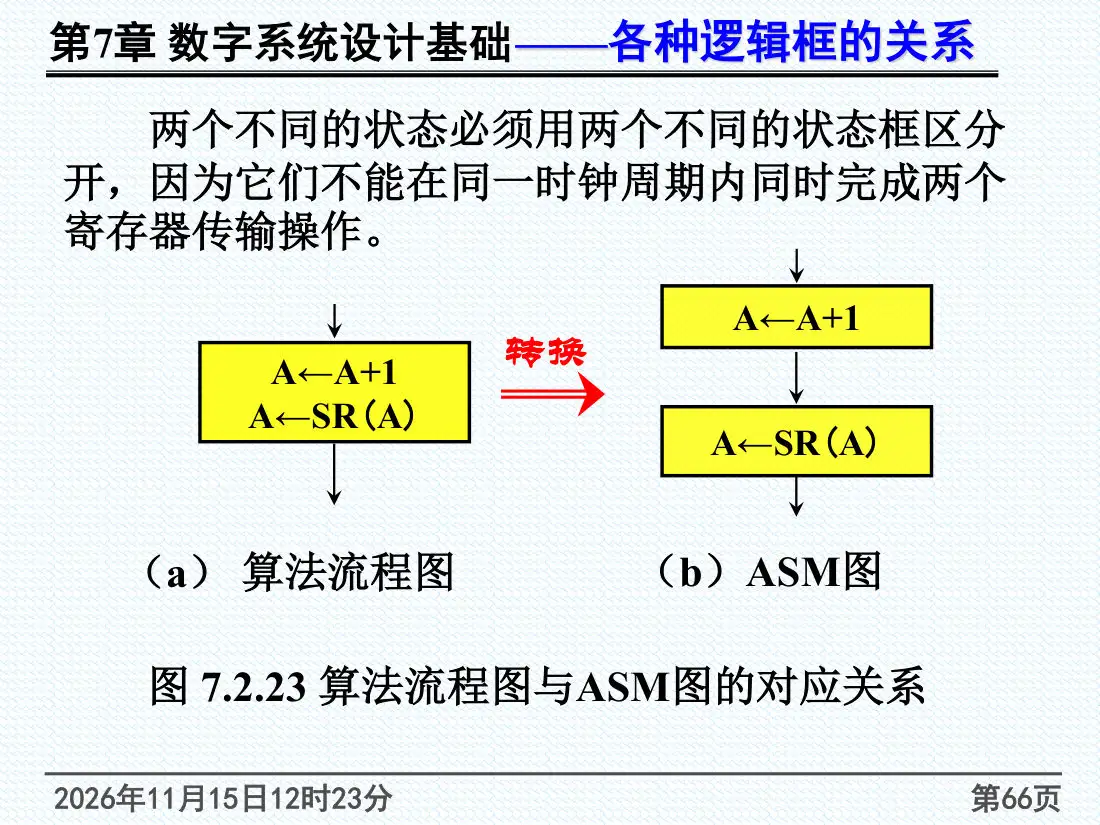 第7章 数字系统设计基础——各种逻辑框的关系
两个不同的状态必须用两个不同的状态框区分
开，因为它们不能在同一时钟周期内同时完成两个
寄存器传输操作。
A←A+1
A←SR(A)
转换
A←A+1
A←SR(A)
（a） 算法流程图
（b）ASM图
图 7.2.23 算法流程图与ASM图的对应关系
2026年11月15日12时23分
第66页